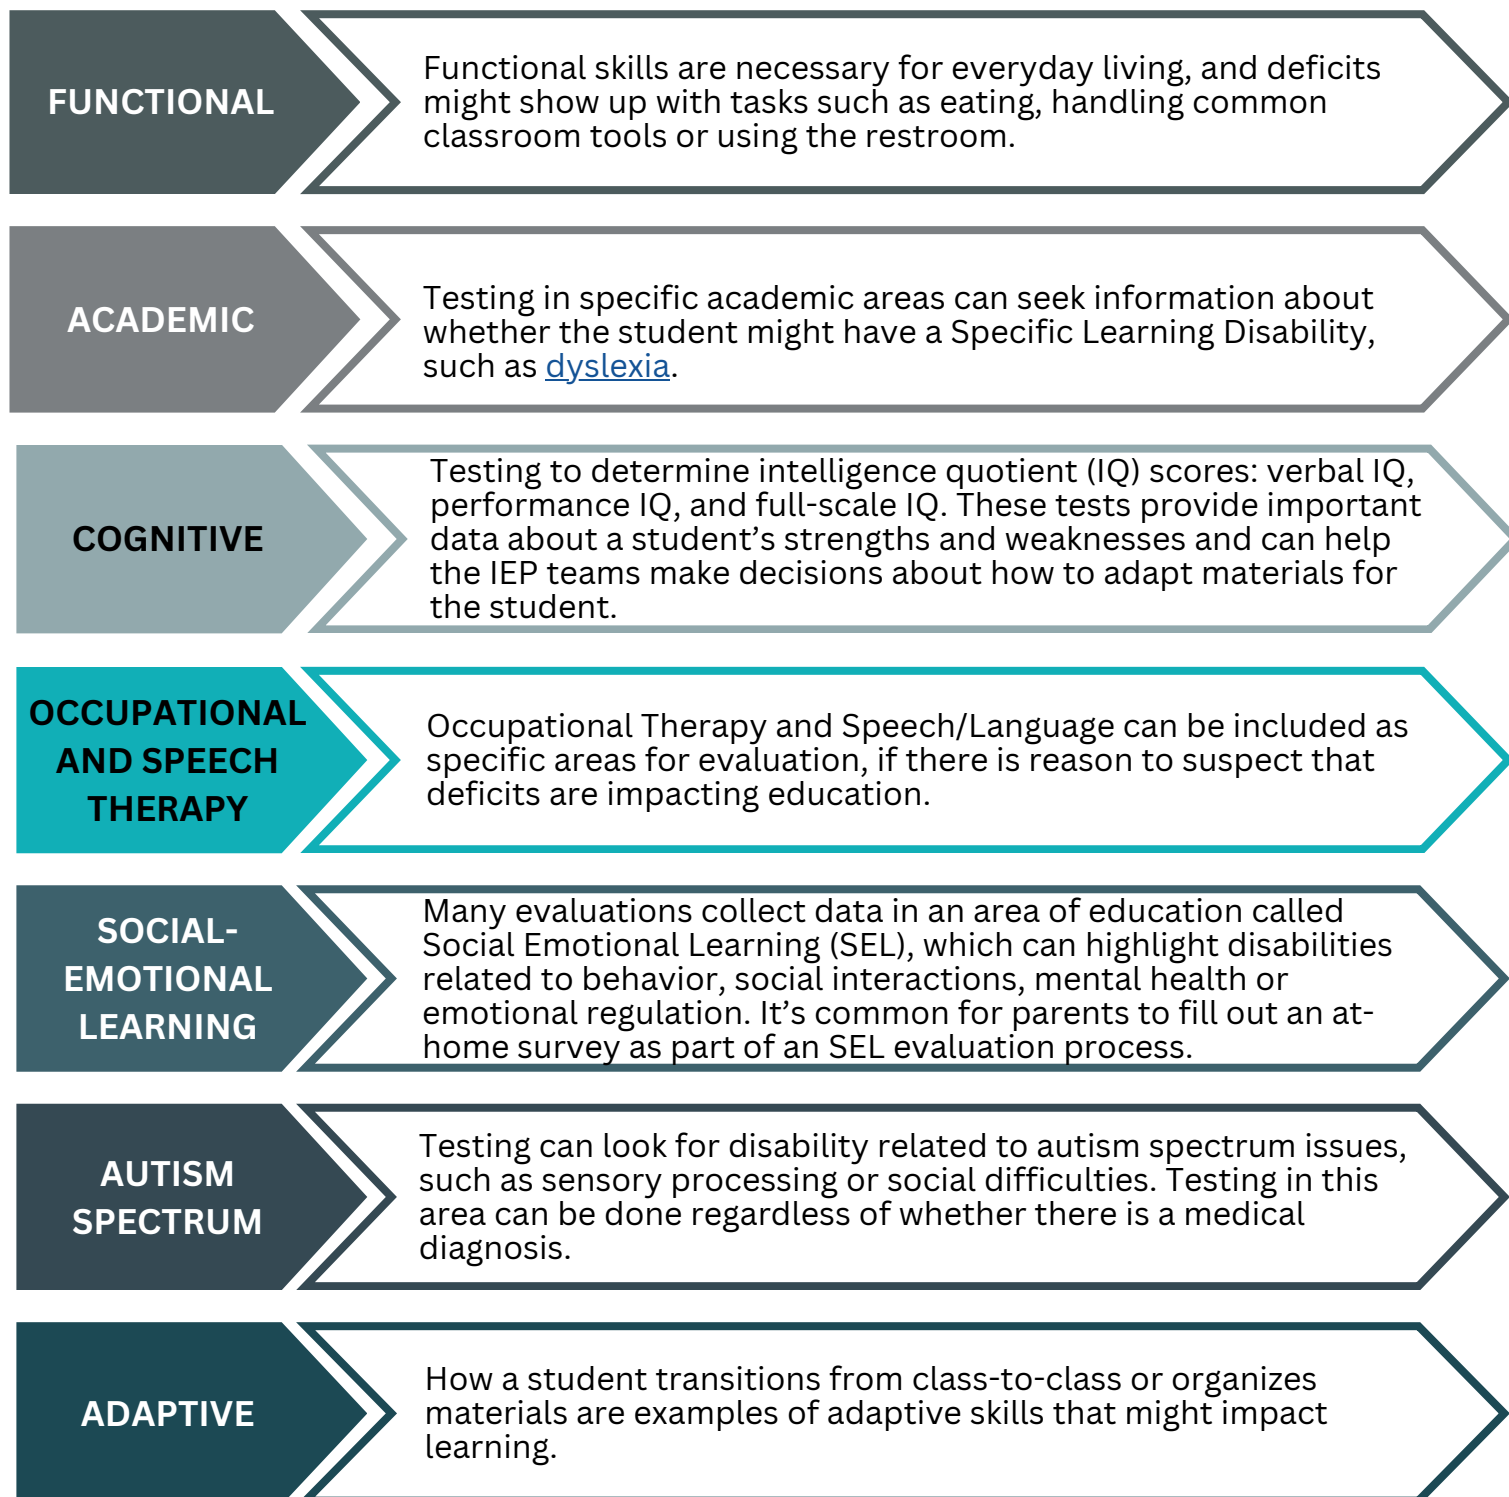 FUNCTIONAL
Functional skills are necessary for everyday living, and deficits
might show up with tasks such as eating, handling common
classroom tools or using the restroom.
ACADEMIC
Testing in specific academic areas can seek information about
whether the student might have a Specific Learning Disability,
such as dyslexia.
COGNITIVE
Testing to determine intelligence quotient (IQ) scores: verbal IQ,
performance IQ, and full-scale IQ. These tests provide important
data about a student’s strengths and weaknesses and can help
the IEP teams make decisions about how to adapt materials for
the student.
OCCUPATIONAL
AND SPEECH
THERAPY
Occupational Therapy and Speech/Language can be included as
specific areas for evaluation, if there is reason to suspect that
deficits are impacting education.
SOCIAL-
EMOTIONAL
LEARNING
Many evaluations collect data in an area of education called
Social Emotional Learning (SEL), which can highlight disabilities
related to behavior, social interactions, mental health or
emotional regulation. It’s common for parents to fill out an at-
home survey as part of an SEL evaluation process.
AUTISM
SPECTRUM
Testing can look for disability related to autism spectrum issues,
such as sensory processing or social difficulties. Testing in this
area can be done regardless of whether there is a medical
diagnosis.
ADAPTIVE
How a student transitions from class-to-class or organizes
materials are examples of adaptive skills that might impact
learning.